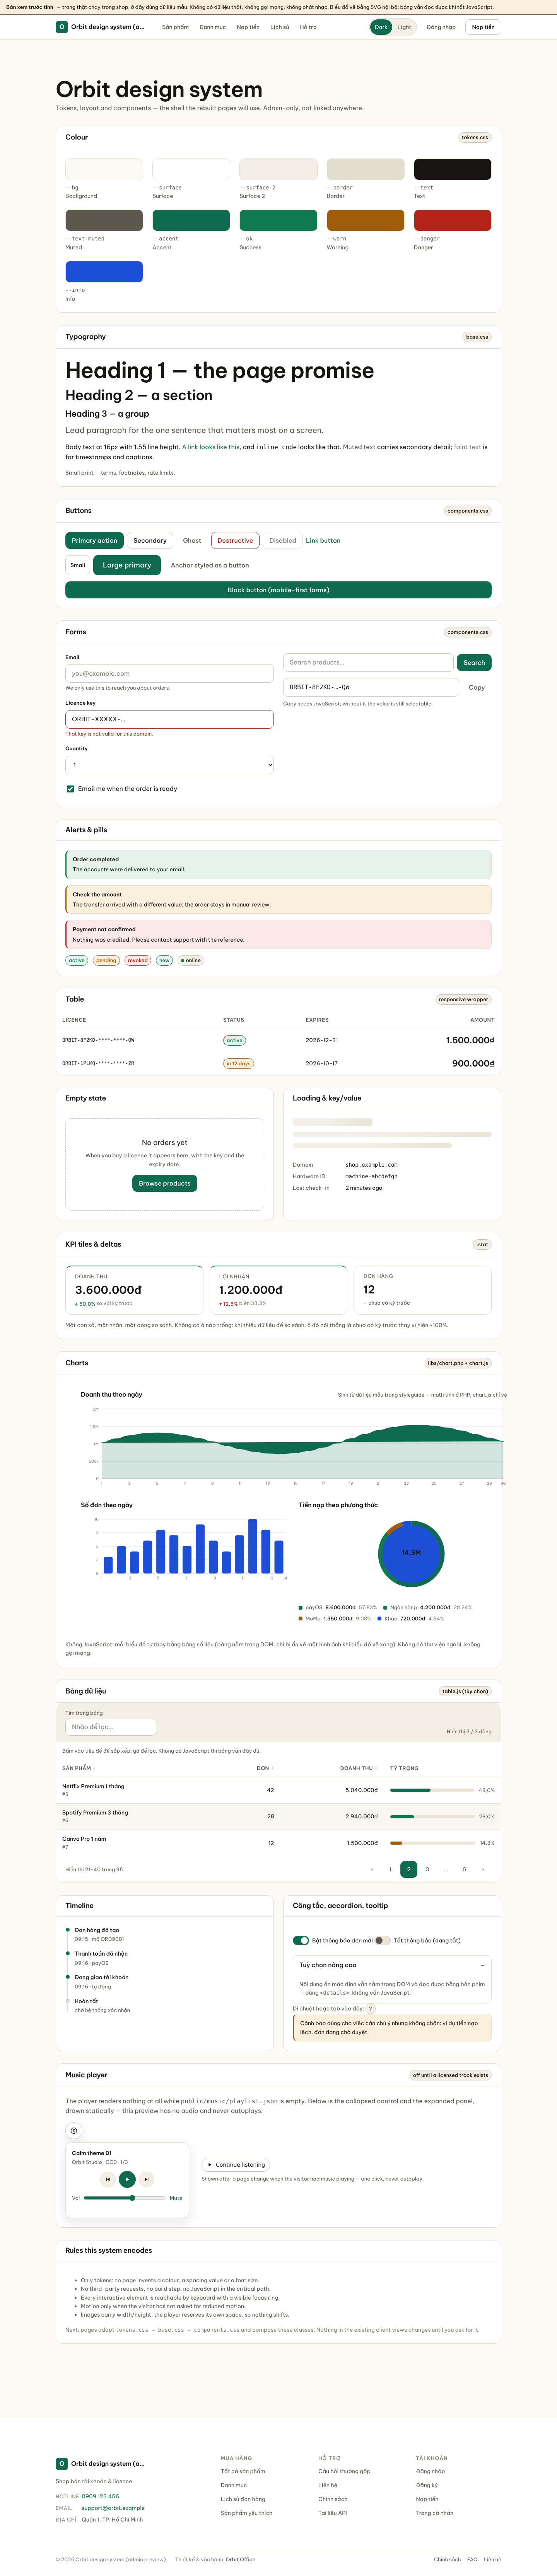 Bản xem trước tĩnh — trang thật chạy trong shop, ở đây dùng dữ liệu mẫu. Không có dữ liệu thật, không gọi mạng, không phát nhạc. Biểu đồ vẽ bằng SVG nội bộ; bảng vẫn đọc được khi tắt JavaScript.
O Orbit design system (a… Sản phẩm Danh mục Nạp tiền Lịch sử Hỗ trợ Dark Light Đăng nhập Nạp tiền
Orbit design system
Tokens, layout and components — the shell the rebuilt pages will use. Admin-only, not linked anywhere.
Colour tokens.css
--bg --surface --surface-2 --border --text
Background Surface Surface 2 Border Text
--text-muted --accent --ok --warn --danger
Muted Accent Success Warning Danger
--info
Info
Typography base.css
Heading 1 — the page promise
Heading 2 — a section
Heading 3 — a group
Lead paragraph for the one sentence that matters most on a screen.
Body text at 16px with 1.55 line height. A link looks like this, and inline code looks like that. Muted text carries secondary detail; faint text is
for timestamps and captions.
Small print — terms, footnotes, rate limits.
Buttons components.css
Primary action Secondary Ghost Destructive Disabled Link button
Small Large primary Anchor styled as a button
Block button (mobile-first forms)
Forms components.css
Email
you@example.com
We only use this to reach you about orders.
Licence key
ORBIT-XXXXX-…
That key is not valid for this domain.
Quantity
1
Email me when the order is ready
Search products… Search
ORBIT-8F2KD-…-QW Copy
Copy needs JavaScript; without it the value is still selectable.
Alerts & pills
Order completed
The accounts were delivered to your email.
Check the amount
The transfer arrived with a different value; the order stays in manual review.
Payment not confirmed
Nothing was credited. Please contact support with the reference.
active pending revoked new online
Table responsive wrapper
LICENCE STATUS EXPIRES AMOUNT
ORBIT-8F2KD-****-****-QW active 2026-12-31 1.500.000₫
ORBIT-1PLMQ-****-****-ZR in 12 days 2026-10-17 900.000₫
Empty state
No orders yet
When you buy a licence it appears here, with the key and the
expiry date.
Browse products
Loading & key/value
Domain shop.example.com
Hardware ID machine-abcdefgh
Last check-in 2 minutes ago
KPI tiles & deltas .stat
DOANH THU
3.600.000đ
▲ 50,0% so với kỳ trước
LỢI NHUẬN
1.200.000đ
▼ 12,5% biên 33,3%
ĐƠN HÀNG
12
— chưa có kỳ trước
Một con số, một nhãn, một dòng so sánh. Không có ô nào trống: khi thiếu dữ liệu để so sánh, ô đó nói thẳng là chưa có kỳ trước thay vì hiện +100%.
Charts libs/chart.php + chart.js
Doanh thu theo ngày Sinh từ dữ liệu mẫu trong styleguide — math tính ở PHP, chart.js chỉ vẽ
2M
1.5M
1M
500K
0
1 3 5 7 9 11 13 15 17 19 21 23 25 27 29 30
Số đơn theo ngày
10
8
5
3
0
1 3 5 7 9 11 13 14
Tiền nạp theo phương thức
14.9M
payOS 8.600.000đ 57.83% Ngân hàng 4.200.000đ 28.24%
MoMo 1.350.000đ 9.08% Khác 720.000đ 4.84%
Không JavaScript: mỗi biểu đồ tự thay bằng bảng số liệu (bảng nằm trong DOM, chỉ bị ẩn về mặt hình ảnh khi biểu đồ vẽ xong). Không có thư viện ngoài, không
gọi mạng.
Bảng dữ liệu table.js (tùy chọn)
Tìm trong bảng
Nhập để lọc… Hiển thị 3 / 3 dòng
Bấm vào tiêu đề để sắp xếp; gõ để lọc. Không có JavaScript thì bảng vẫn đầy đủ.
SẢN PHẨM ↕ ĐƠN ↕ DOANH THU ↕ TỶ TRỌNG
Netflix Premium 1 tháng 42 5.040.000đ 48,0%
#5
Spotify Premium 3 tháng 28 2.940.000đ 28,0%
#6
Canva Pro 1 năm 12 1.500.000đ 14,3%
#7
Hiển thị 21–40 trong 95 ‹ 1 2 3 … 5 ›
Timeline
Đơn hàng đã tạo
09:15 · mã ORD9001
Thanh toán đã nhận
09:16 · payOS
Đang giao tài khoản
09:16 · tự động
Hoàn tất
chờ hệ thống xác nhận
Công tắc, accordion, tooltip
Bật thông báo đơn mới Tắt thông báo (đang tắt)
Tuỳ chọn nâng cao –
Nội dung ẩn mặc định vẫn nằm trong DOM và đọc được bằng bàn phím
— dùng <details>, không cần JavaScript.
Di chuột hoặc tab vào đây: ?
Cảnh báo dùng cho việc cần chú ý nhưng không chặn: ví dụ tiền nạp
lệch, đơn đang chờ duyệt.
Music player off until a licensed track exists
The player renders nothing at all while public/music/playlist.json is empty. Below is the collapsed control and the expanded panel,
drawn statically — this preview has no audio and never autoplays.
Calm theme 01
Orbit Studio · CC0 · 1/3
Vol Mute
Continue listening
Shown after a page change when the visitor had music playing — one click, never autoplay.
Rules this system encodes
Only tokens: no page invents a colour, a spacing value or a font size.
No third-party requests, no build step, no JavaScript in the critical path.
Every interactive element is reachable by keyboard with a visible focus ring.
Motion only when the visitor has not asked for reduced motion.
Images carry width/height; the player reserves its own space, so nothing shifts.
Next: pages adopt tokens.css → base.css → components.css and compose these classes. Nothing in the existing client views changes until you ask for it.
O Orbit design system (a…
Shop bán tài khoản & licence
HOTLINE 0909 123 456
EMAIL support@orbit.example
ĐỊA CHỈ Quận 1, TP. Hồ Chí Minh
MUA HÀNG
Tất cả sản phẩm
Danh mục
Lịch sử đơn hàng
Sản phẩm yêu thích
HỖ TRỢ
Câu hỏi thường gặp
Liên hệ
Chính sách
Tài liệu API
TÀI KHOẢN
Đăng nhập
Đăng ký
Nạp tiền
Trang cá nhân
© 2026 Orbit design system (admin preview) Thiết kế & vận hành: Orbit Office Chính sách FAQ Liên hệ